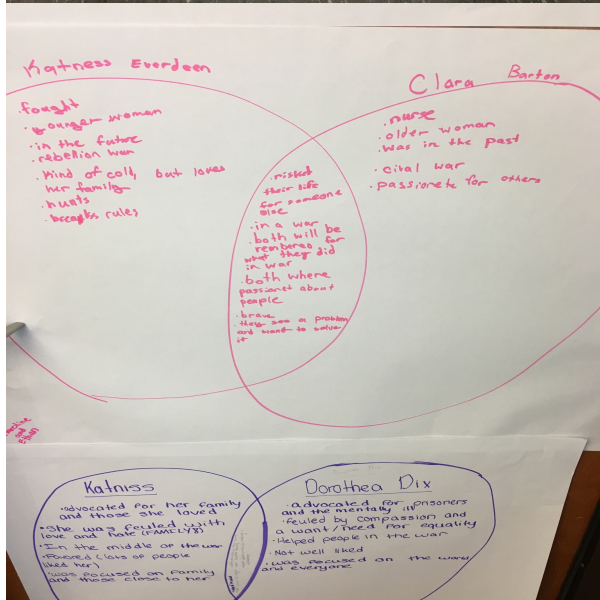 Katness Everdeen
· fought
· younger woman
· in the future
· rebellion war
· kind of cold, but loves
her family
· hunts
· breaks rules
Clara Barton
· nurse
· older woman
· was in the past
· cival war
· passionete for others
· risked
their life
for someone
else
· in a war
· both will be
rembered for
what they did
in war
· both where
passionet about
people
· brave
· they see a problem
and want to solve
it
Katniss
· advocated for her family
and those she loved
· She was feuled with
love and hate (FAMILY?)
· In the middle of the war
· Favored (lots of people
liked her)
· was focused on family
and those close to her
Dorothea Dix
· advocated for prisoners
and the mentally ill
· feuled by compassion and
a want/need for equality
· Helped people in the war
· Not well liked
· was focused on the world
and everyone